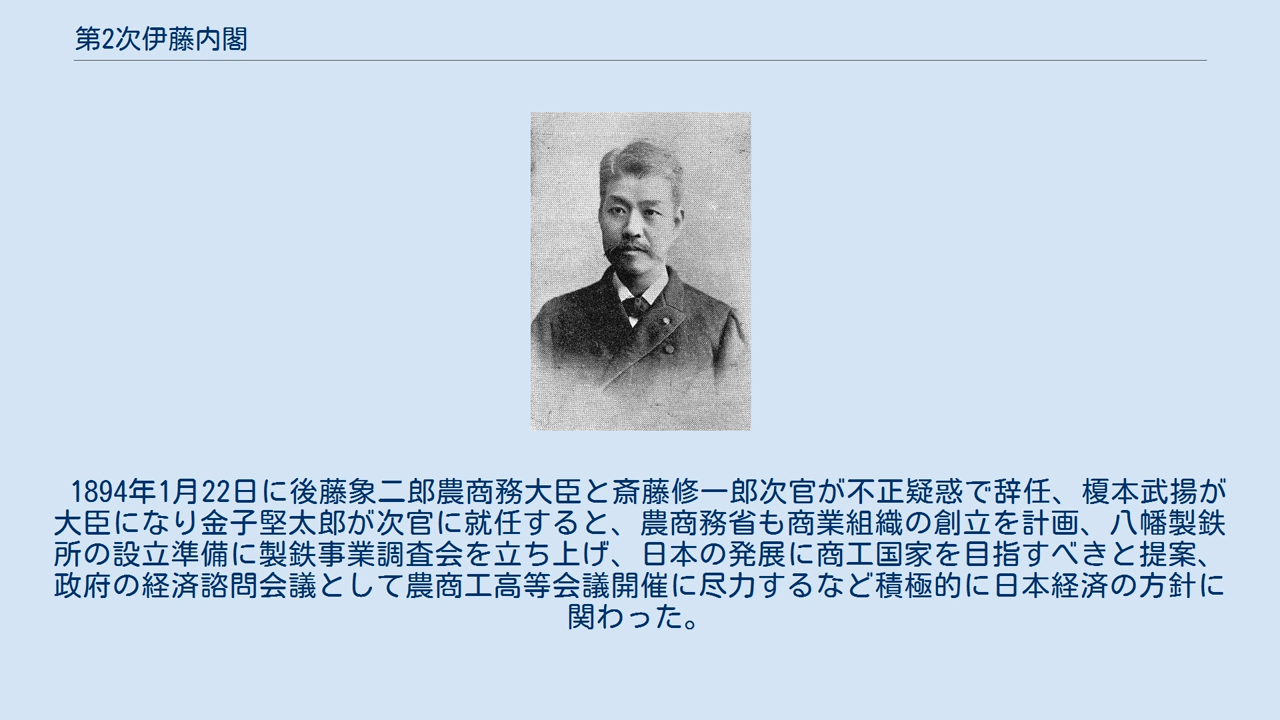 第2次伊藤内閣
1894年1月22日に後藤象二郎農商務大臣と斎藤修一郎次官が不正疑惑で辞任、榎本武揚が
大臣になり金子堅太郎が次官に就任すると、農商務省も商業組織の創立を計画、八幡製鉄
所の設立準備に製鉄事業調査会を立ち上げ、日本の発展に商工国家を目指すべきと提案、
政府の経済諮問会議として農商工高等会議開催に尽力するなど積極的に日本経済の方針に
関わった。